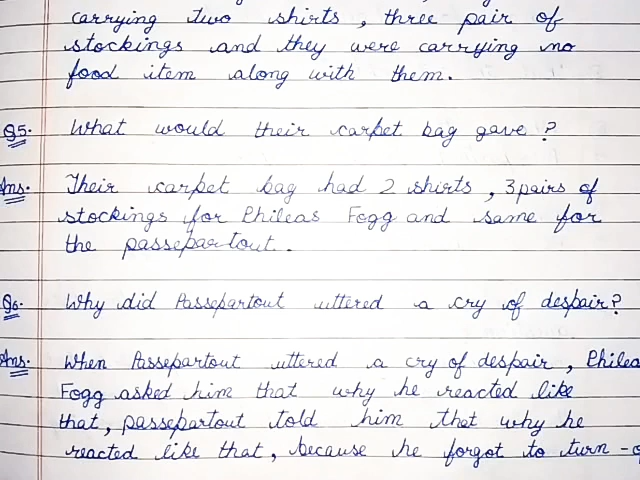 carrying two shirts, three pair of
stockings and they were carrying no
food item along with them.
Q5. What would their carpet bag gave?
Ans. Their carpet bag had 2 shirts, 3 pairs of
stockings for Phileas Fogg and same for
the passepartout..
Q6. Why did Passepartout uttered a cry of despair?
Ans. When Passepartout uttered a cry of despair, Philea
Fogg asked him that why he reacted like
that, passepartout told him that why he
reacted like that, because he forgot to turn -o